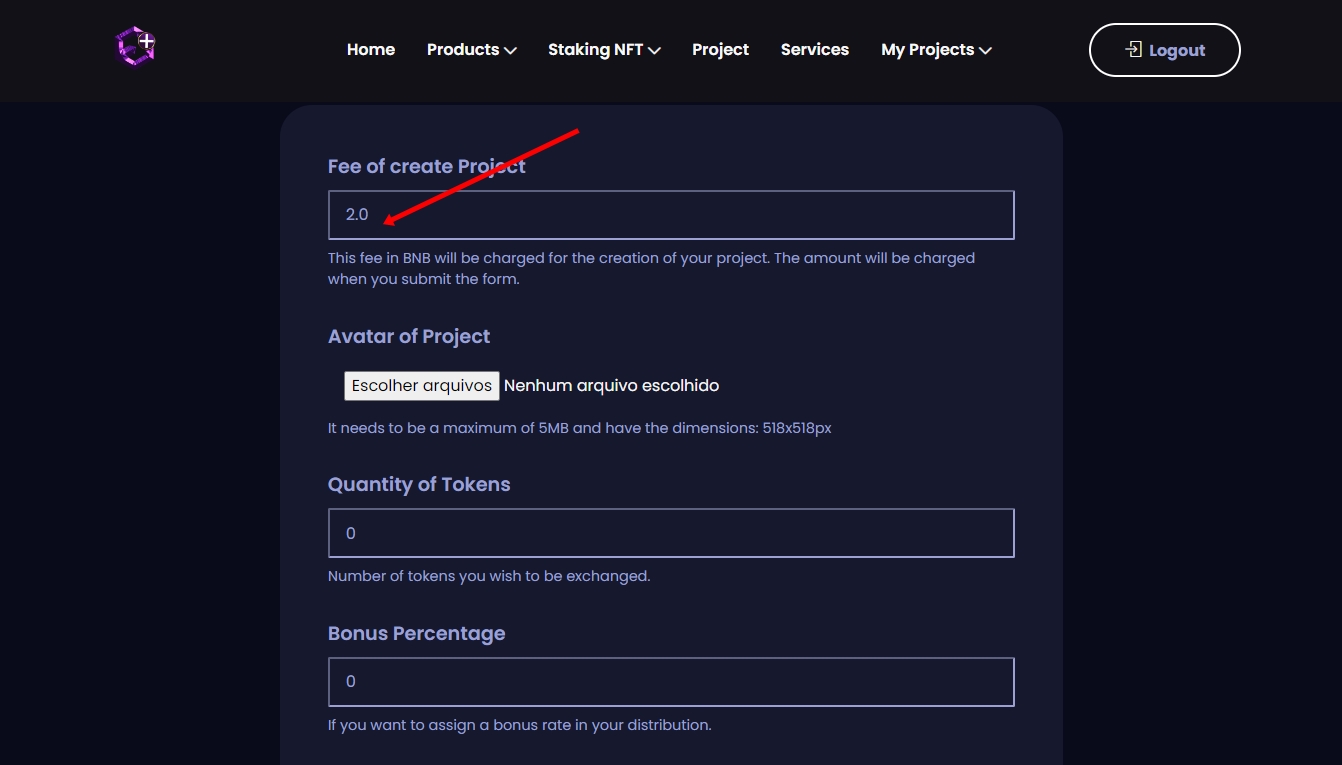 Home Products Staking NFT Project Services My Projects Logout
Fee of create Project
2.0
This fee in BNB will be charged for the creation of your project. The amount will be charged
when you submit the form.
Avatar of Project
Escolher arquivos Nenhum arquivo escolhido
It needs to be a maximum of 5MB and have the dimensions: 518x518px
Quantity of Tokens
0
Number of tokens you wish to be exchanged.
Bonus Percentage
0
If you want to assign a bonus rate in your distribution.